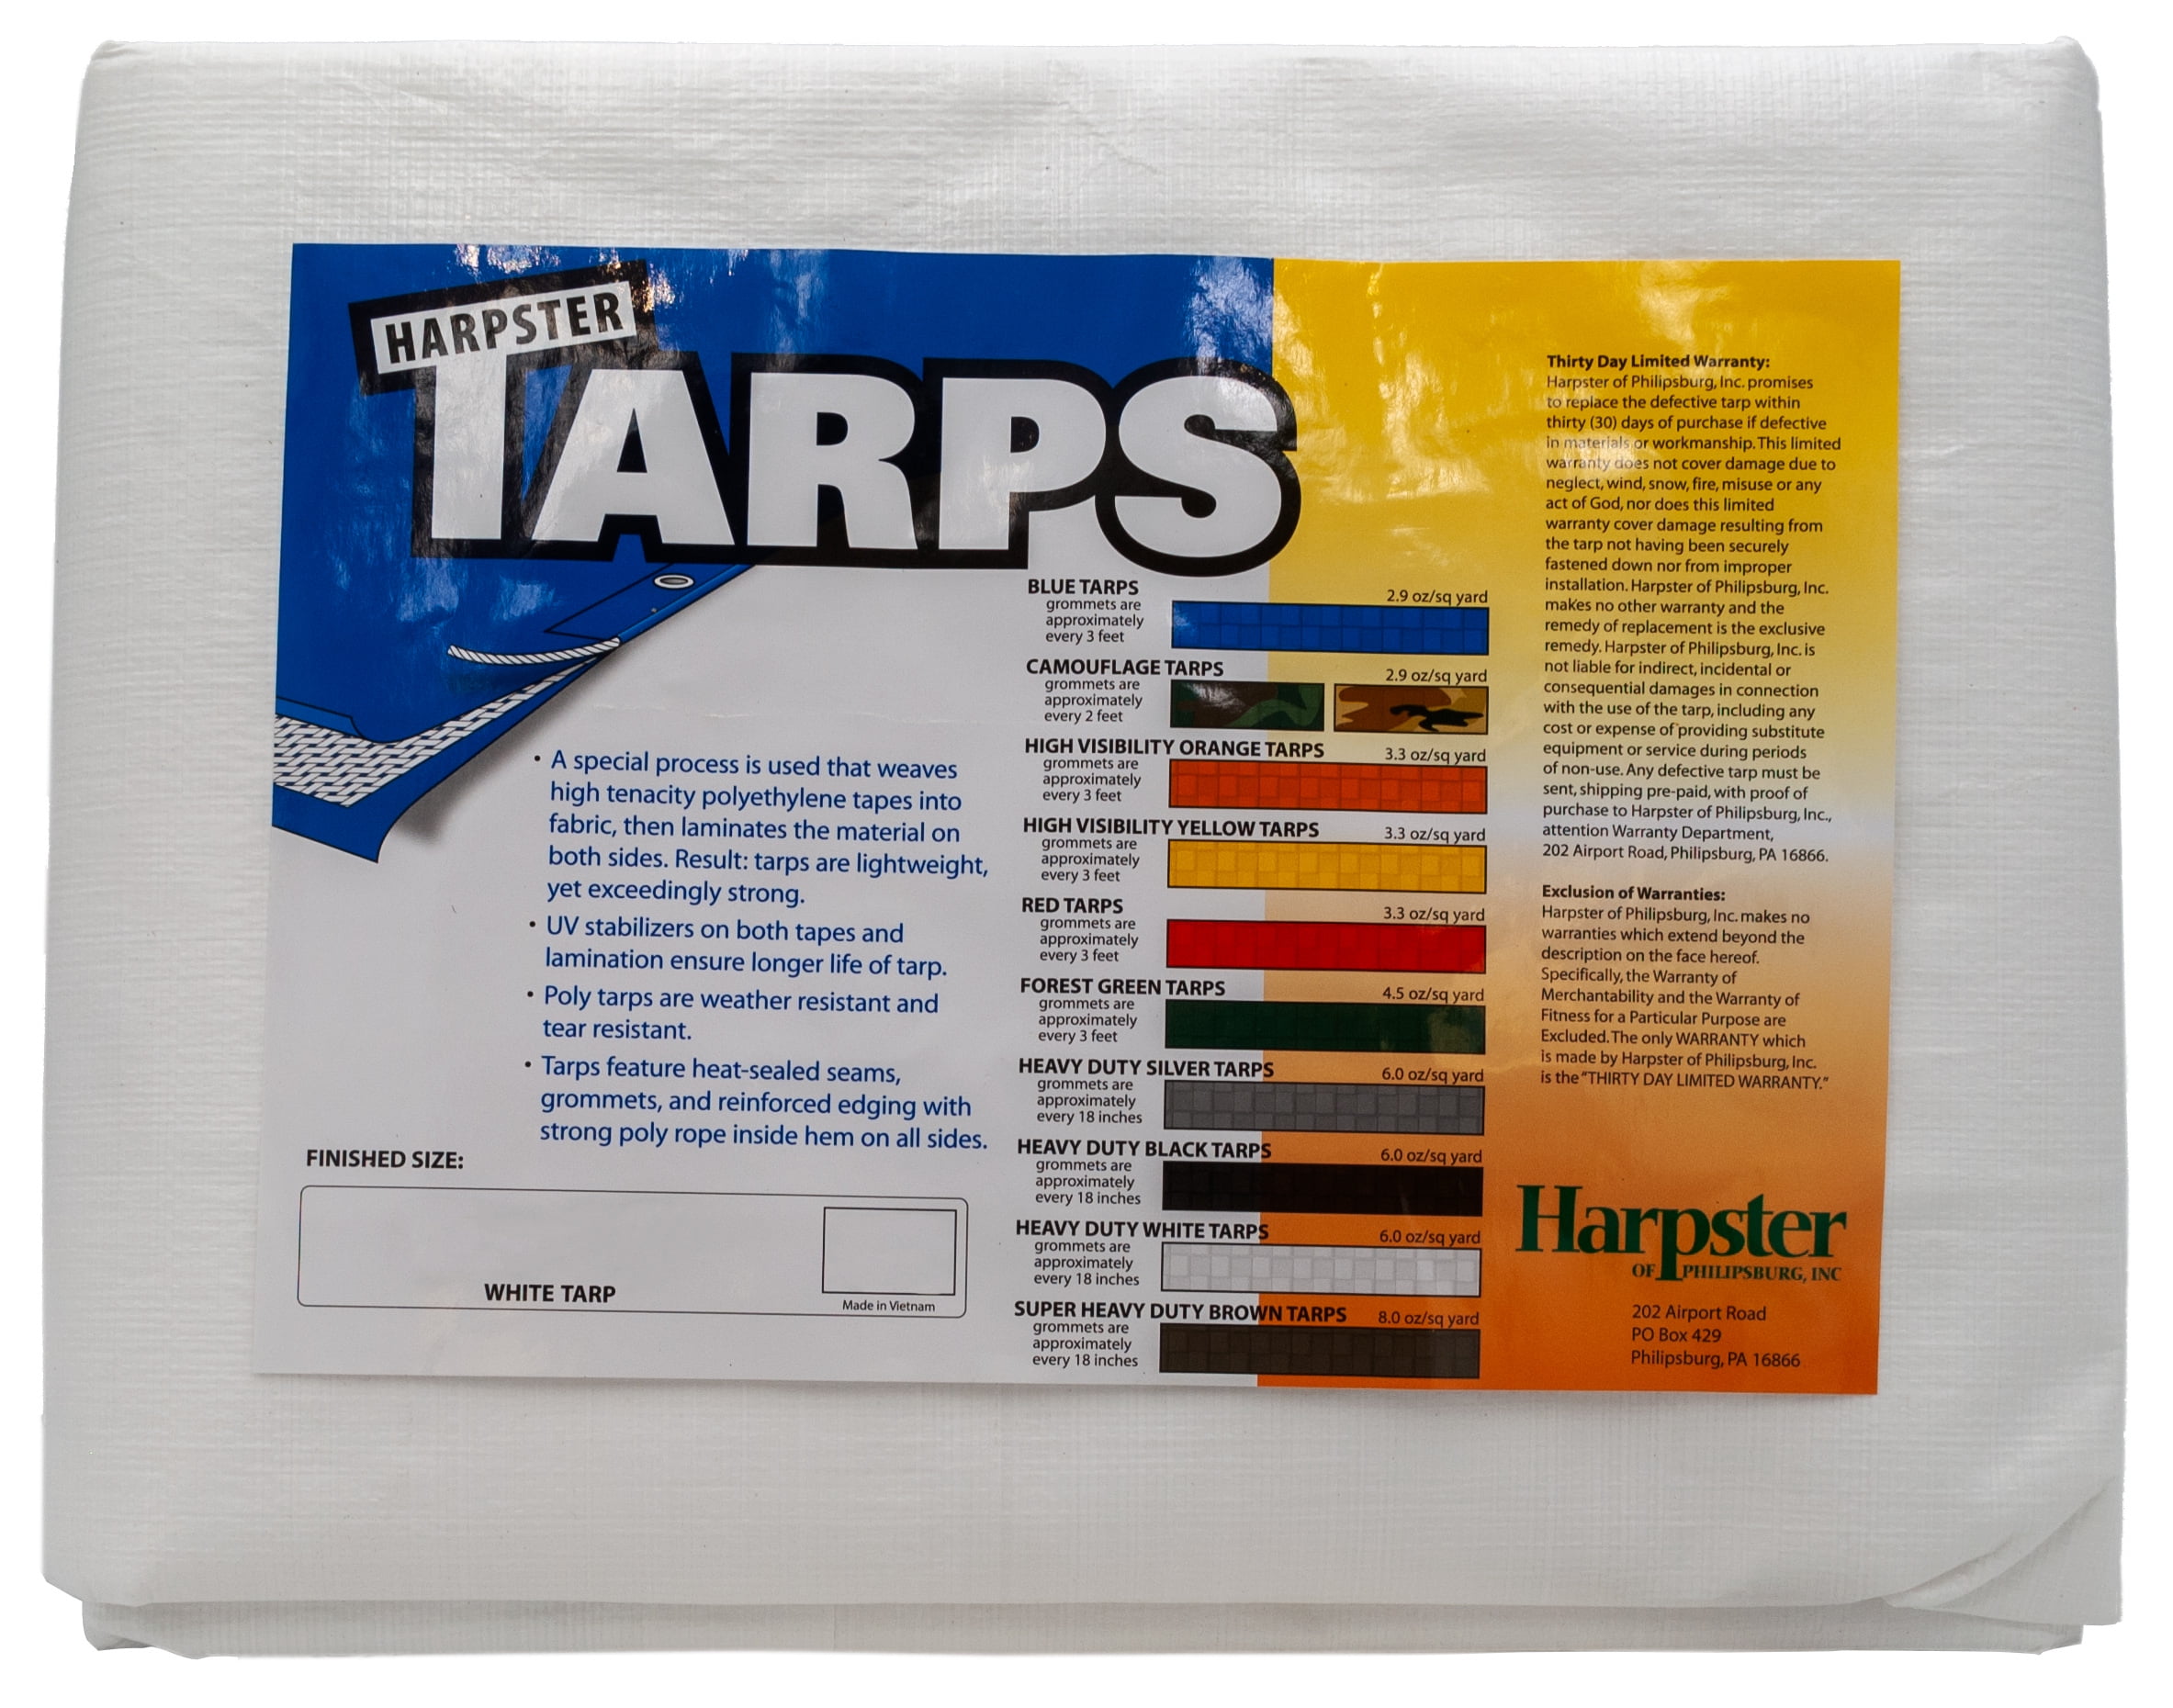 HARPSTER
TARPS
• A special process is used that weaves
high tenacity polyethylene tapes into
fabric, then laminates the material on
both sides. Result: tarps are lightweight,
yet exceedingly strong.
• UV stabilizers on both tapes and
lamination ensure longer life of tarp.
• Poly tarps are weather resistant and
tear resistant.
• Tarps feature heat-sealed seams,
grommets, and reinforced edging with
strong poly rope inside hem on all sides.
FINISHED SIZE:
WHITE TARP
Made in Vietnam
BLUE TARPS
grommets are
approximately
every 3 feet
2.9 oz/sq yard
CAMOUFLAGE TARPS
grommets are
approximately
every 2 feet
2.9 oz/sq yard
HIGH VISIBILITY ORANGE TARPS
grommets are
approximately
every 3 feet
3.3 oz/sq yard
HIGH VISIBILITY YELLOW TARPS
grommets are
approximately
every 3 feet
3.3 oz/sq yard
RED TARPS
grommets are
approximately
every 3 feet
3.3 oz/sq yard
FOREST GREEN TARPS
grommets are
approximately
every 3 feet
4.5 oz/sq yard
HEAVY DUTY SILVER TARPS
grommets are
approximately
every 18 inches
6.0 oz/sq yard
HEAVY DUTY BLACK TARPS
grommets are
approximately
every 18 inches
6.0 oz/sq yard
HEAVY DUTY WHITE TARPS
grommets are
approximately
every 18 inches
6.0 oz/sq yard
SUPER HEAVY DUTY BROWN TARPS
grommets are
approximately
every 18 inches
8.0 oz/sq yard
Thirty Day Limited Warranty:
Harpster of Philipsburg, Inc. promises
to replace the defective tarp within
thirty (30) days of purchase if defective
in materials or workmanship. This limited
warranty does not cover damage due to
neglect, wind, snow, fire, misuse or any
act of God, nor does this limited
warranty cover damage resulting from
the tarp not having been securely
fastened down nor from improper
installation. Harpster of Philipsburg, Inc.
makes no other warranty and the
remedy of replacement is the exclusive
remedy. Harpster of Philipsburg, Inc. is
not liable for indirect, incidental or
consequential damages in connection
with the use of the tarp, including any
cost or expense of providing substitute
equipment or service during periods
of non-use. Any defective tarp must be
sent, shipping pre-paid, with proof of
purchase to Harpster of Philipsburg, Inc.,
attention Warranty Department,
202 Airport Road, Philipsburg, PA 16866.
Exclusion of Warranties:
Harpster of Philipsburg, Inc. makes no
warranties which extend beyond the
description on the face hereof.
Specifically, the Warranty of
Merchantability and the Warranty of
Fitness for a Particular Purpose are
Excluded. The only WARRANTY which
is made by Harpster of Philipsburg, Inc.
is the "THIRTY DAY LIMITED WARRANTY."
Harpster
OF PHILIPSBURG, INC
202 Airport Road
PO Box 429
Philipsburg, PA 16866